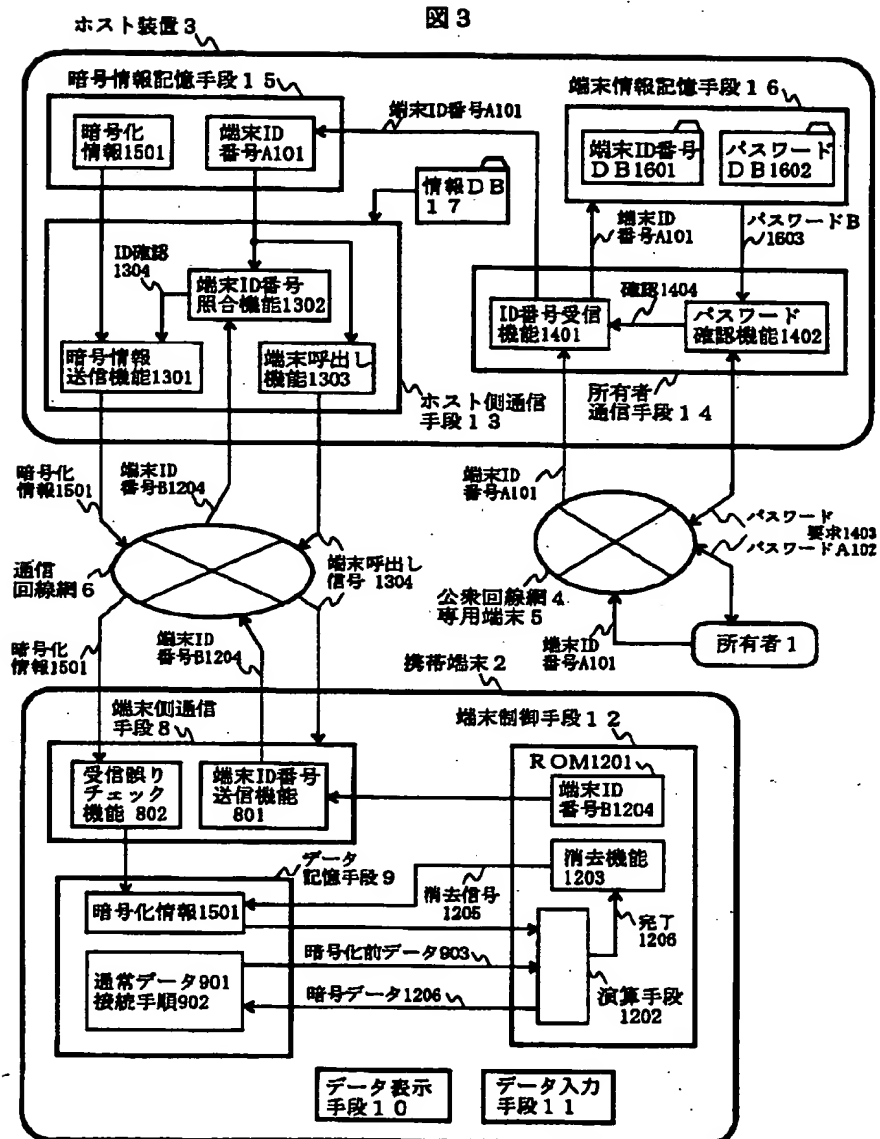 図3
ホスト装置3
暗号情報記憶手段15
暗号化
情報1501
端末ID
番号A101
端末ID番号A101
端末情報記憶手段16
端末ID番号
DB1601
パスワード
DB1602
情報DB
17
端末ID
番号A101
パスワードB
1603
ID確認
1304
端末ID番号
照合機能1302
暗号情報
送信機能1301
端末呼出し
機能1303
ホスト側通信
手段13
確認1404
ID番号受信
機能1401
パスワード
確認機能1402
所有者
通信手段14
暗号化
情報1501
端末ID
番号B1204
端末ID
番号A101
パスワード
要求1403
パスワードA102
通信
回線網6
端末呼出し
信号 1304
公衆回線網4
専用端末5
所有者1
暗号化
情報1501
端末ID
番号B1204
端末ID
番号A101
携帯端末2
端末側通信
手段8
受信誤り
チェック
機能 802
端末ID番号
送信機能
801
端末制御手段12
ROM1201
端末ID
番号B1204
消去機能
1203
データ
記憶手段9
消去信号
1205
完了
1206
暗号化情報1501
暗号化前データ903
通常データ901
接続手順902
暗号データ1206
演算手段
1202
データ表示
手段10
データ入力
手段11